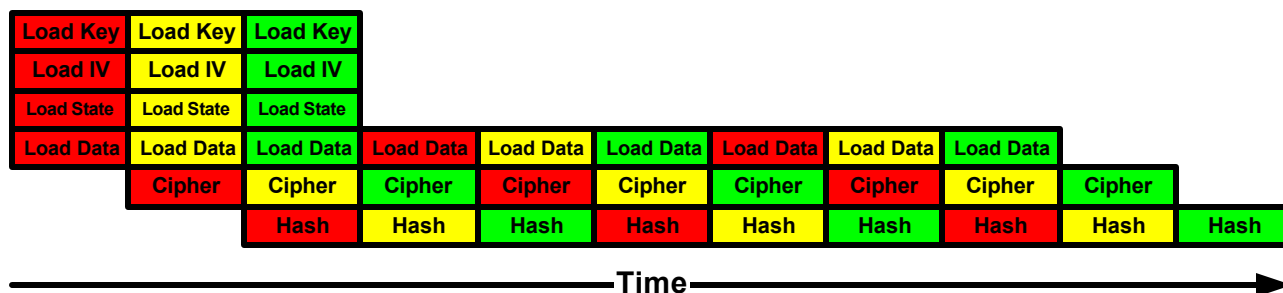 Load Key Load Key Load Key
Load IV Load IV Load IV
Load State Load State Load State
Load Data Load Data Load Data Load Data Load Data Load Data Load Data Load Data Load Data
Cipher Cipher Cipher Cipher Cipher Cipher Cipher Cipher Cipher
Hash Hash Hash Hash Hash Hash Hash Hash Hash
Time